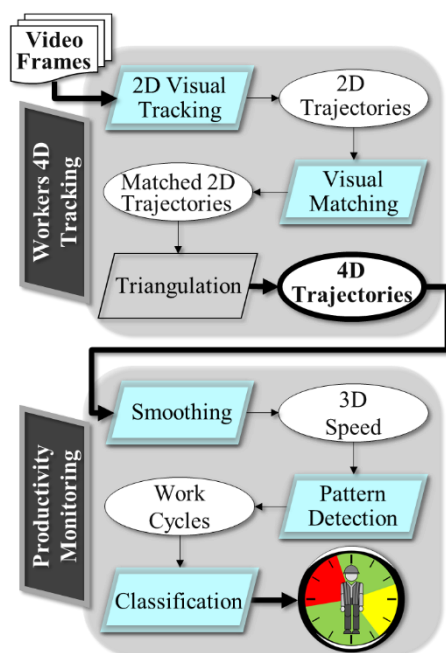 Video
Frames
2D Visual
Tracking
2D
Trajectories
Workers 4D
Tracking
Matched 2D
Trajectories
Visual
Matching
Triangulation
4D
Trajectories
Smoothing
3D
Speed
Productivity
Monitoring
Work
Cycles
Pattern
Detection
Classification